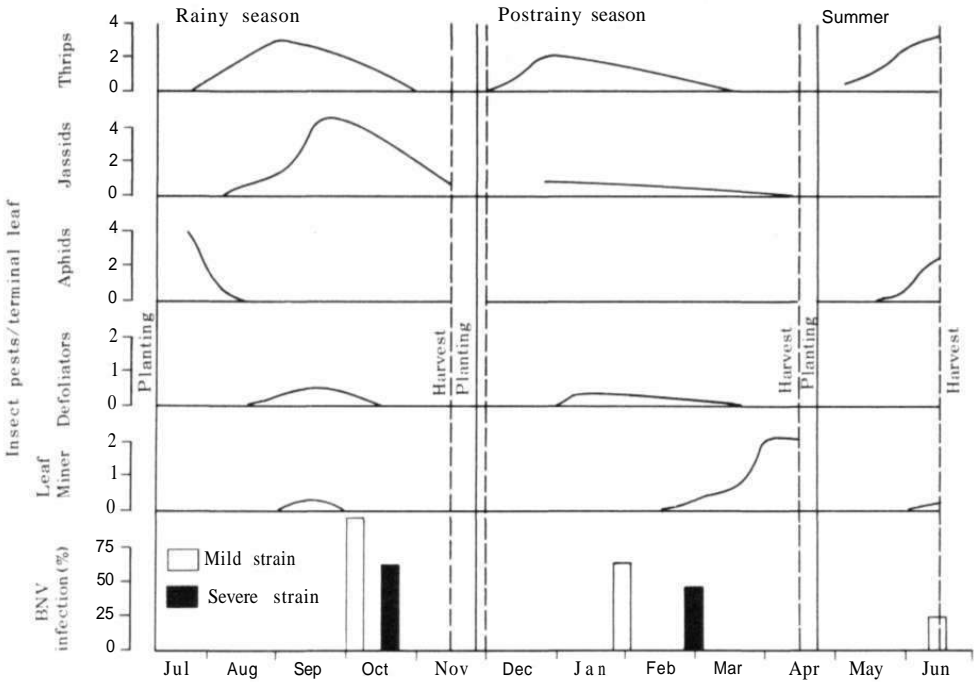 Rainy season
Postrainy season
Summer
Insect pests/terminal leaf
Thrips
4
2
0
Jassids
4
2
0
Aphids
4
2
0
Defoliators
2
1
0
Planting
Harvest
Planting
Harvest
Planting
Harvest
Leaf
Miner
2
1
0
BNV
infection (%)
75
50
25
0
Mild strain
Severe strain
Jul Aug Sep Oct Nov Dec Jan Feb Mar Apr May Jun